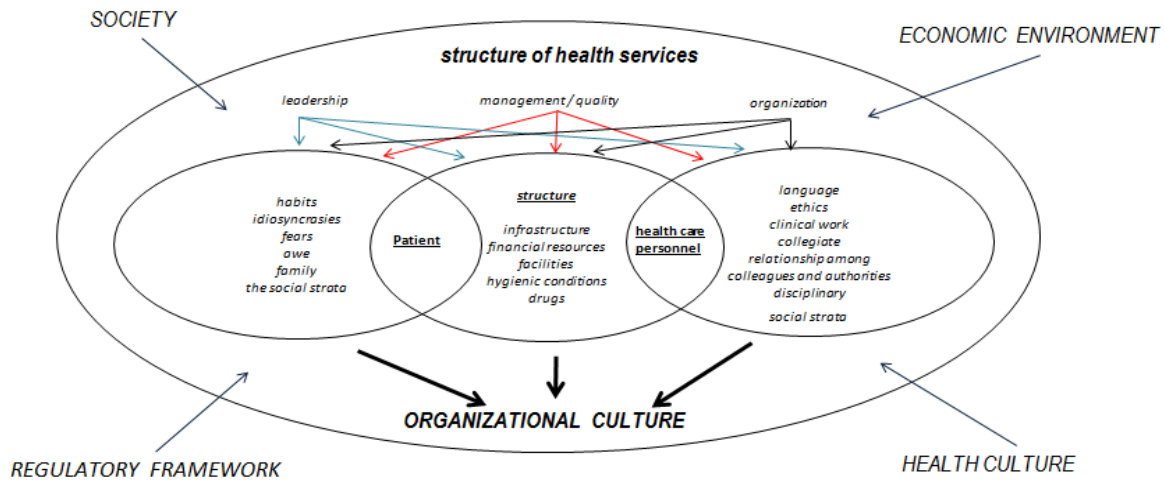 SOCIETY
ECONOMIC ENVIRONMENT
structure of health services
leadership
management / quality
organization
habits
idiosyncrasies
fears
awe
family
the social strata
Patient
structure
infrastructure
financial resources
facilities
hygienic conditions
drugs
health care
personnel
language
ethics
clinical work
collegiate
relationship among
colleagues and authorities
disciplinary
social strata
ORGANIZATIONAL CULTURE
REGULATORY FRAMEWORK
HEALTH CULTURE